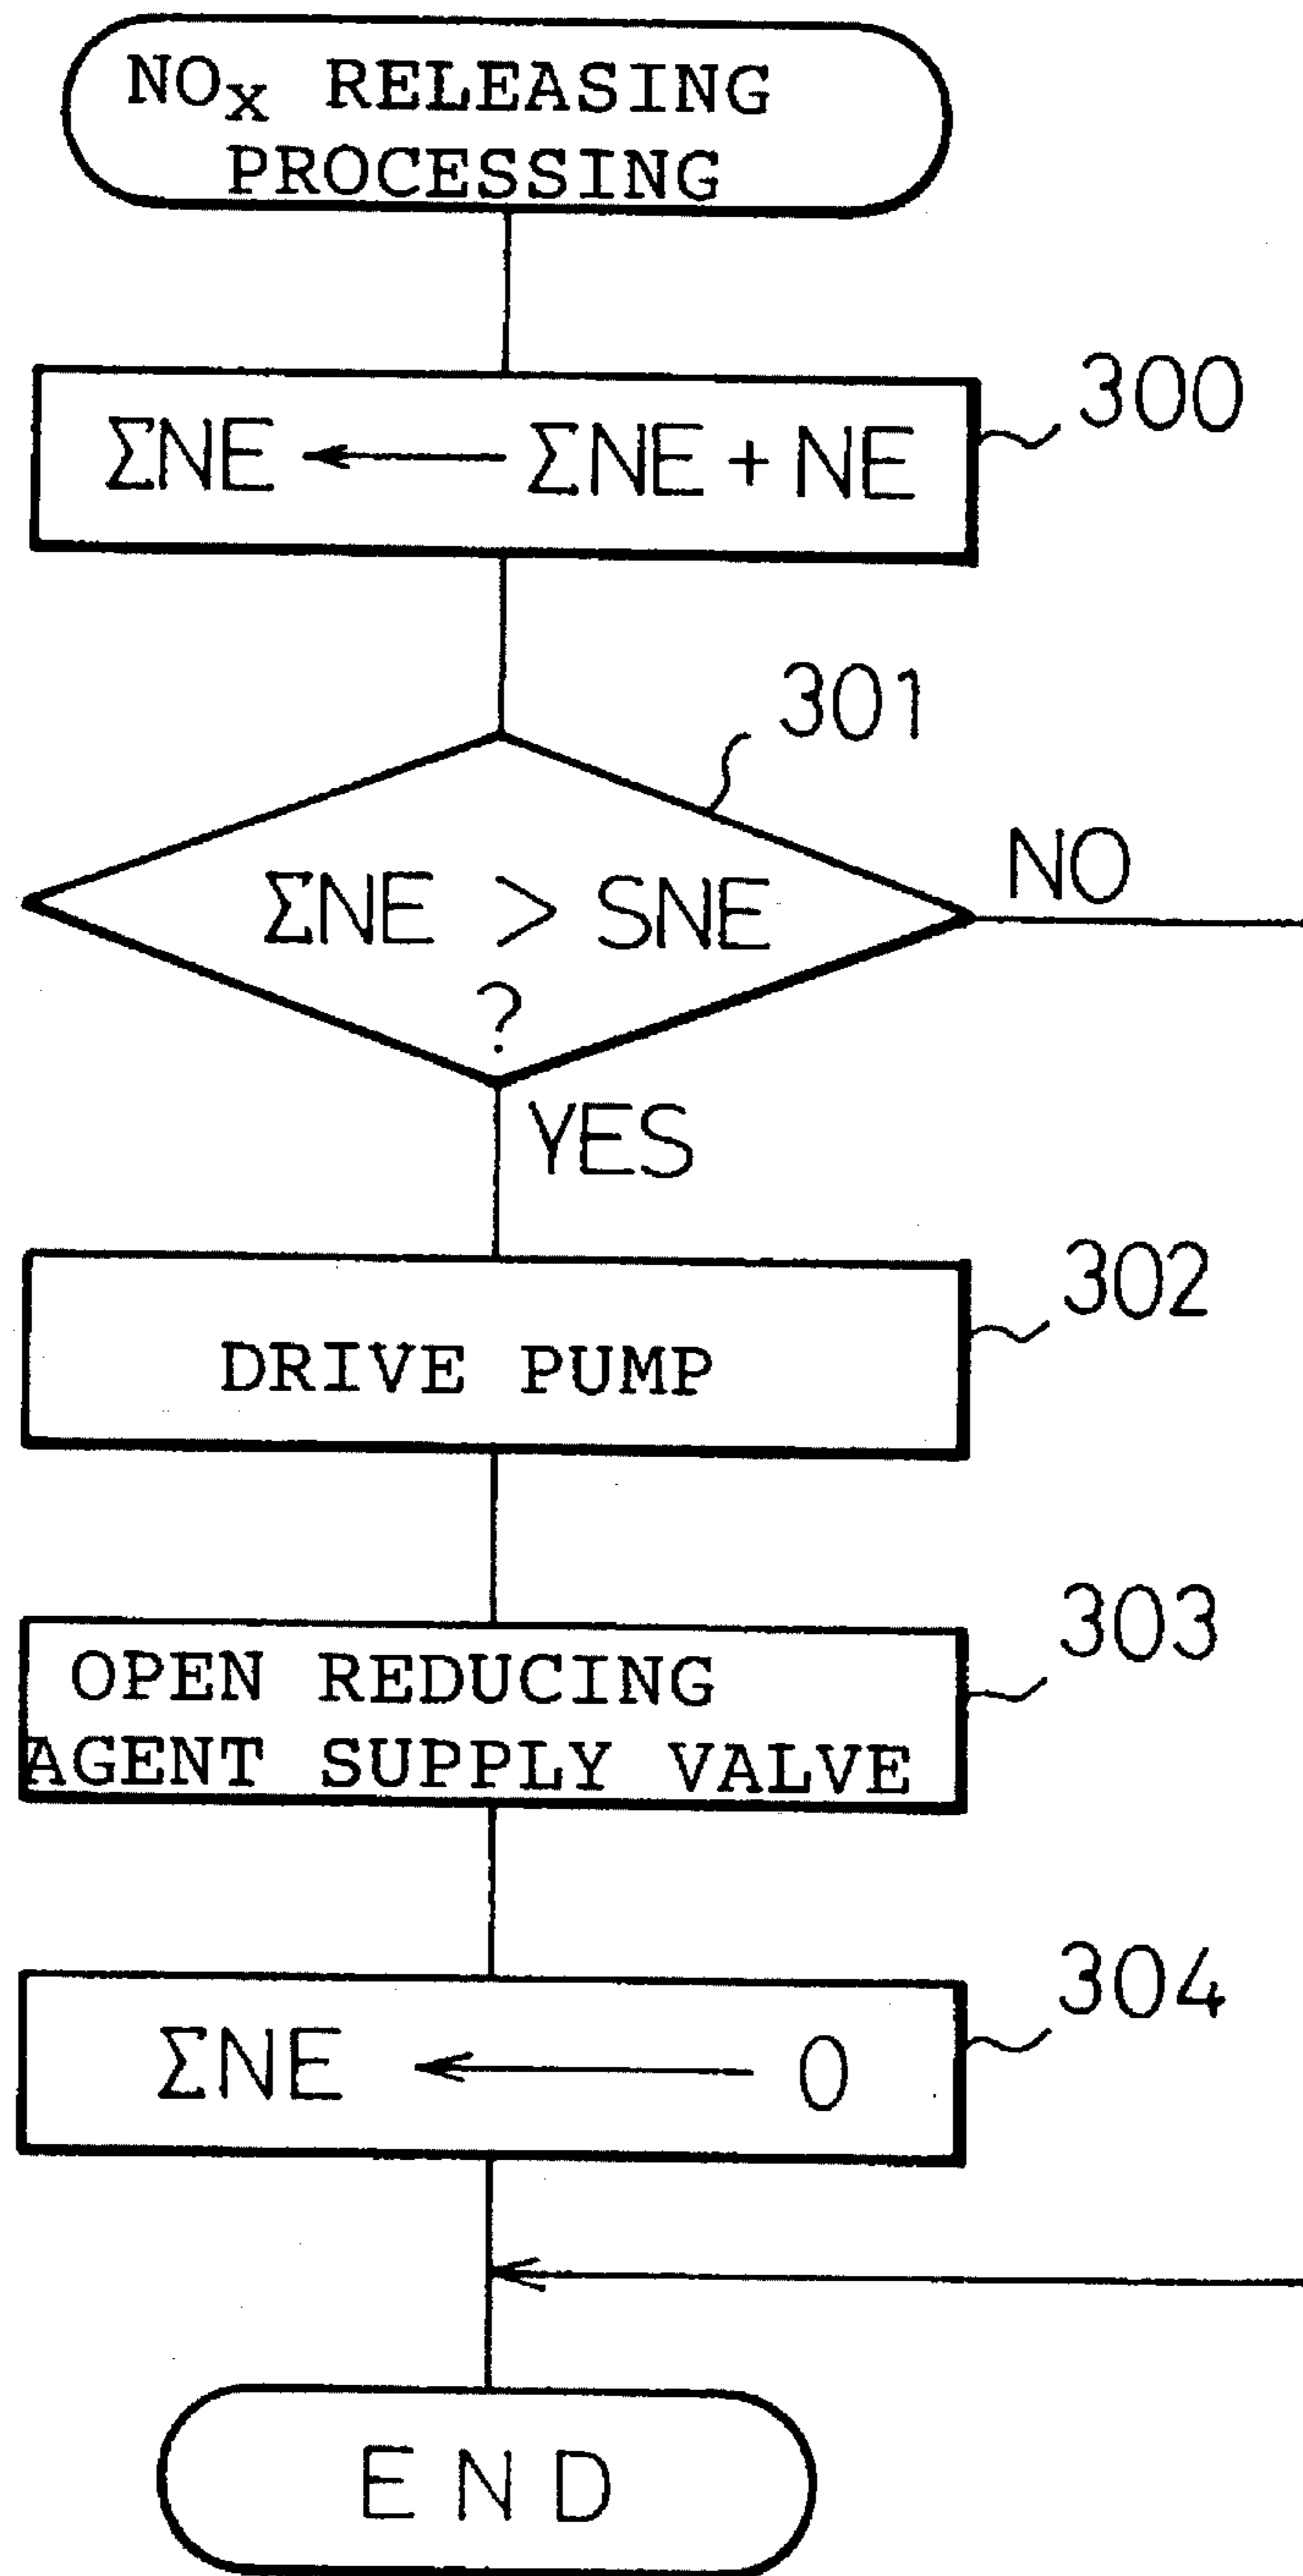 NOx RELEASING
PROCESSING
ΣNE ← ΣNE + NE
300
301
ΣNE > SNE
?
NO
YES
302
DRIVE PUMP
303
OPEN REDUCING
AGENT SUPPLY VALVE
304
ΣNE ← 0
END